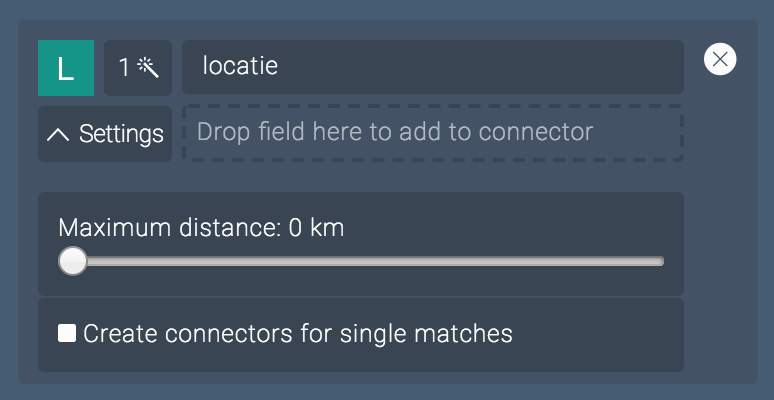 L
1
locatie
Settings
Drop field here to add to connector
Maximum distance: 0 km
Create connectors for single matches